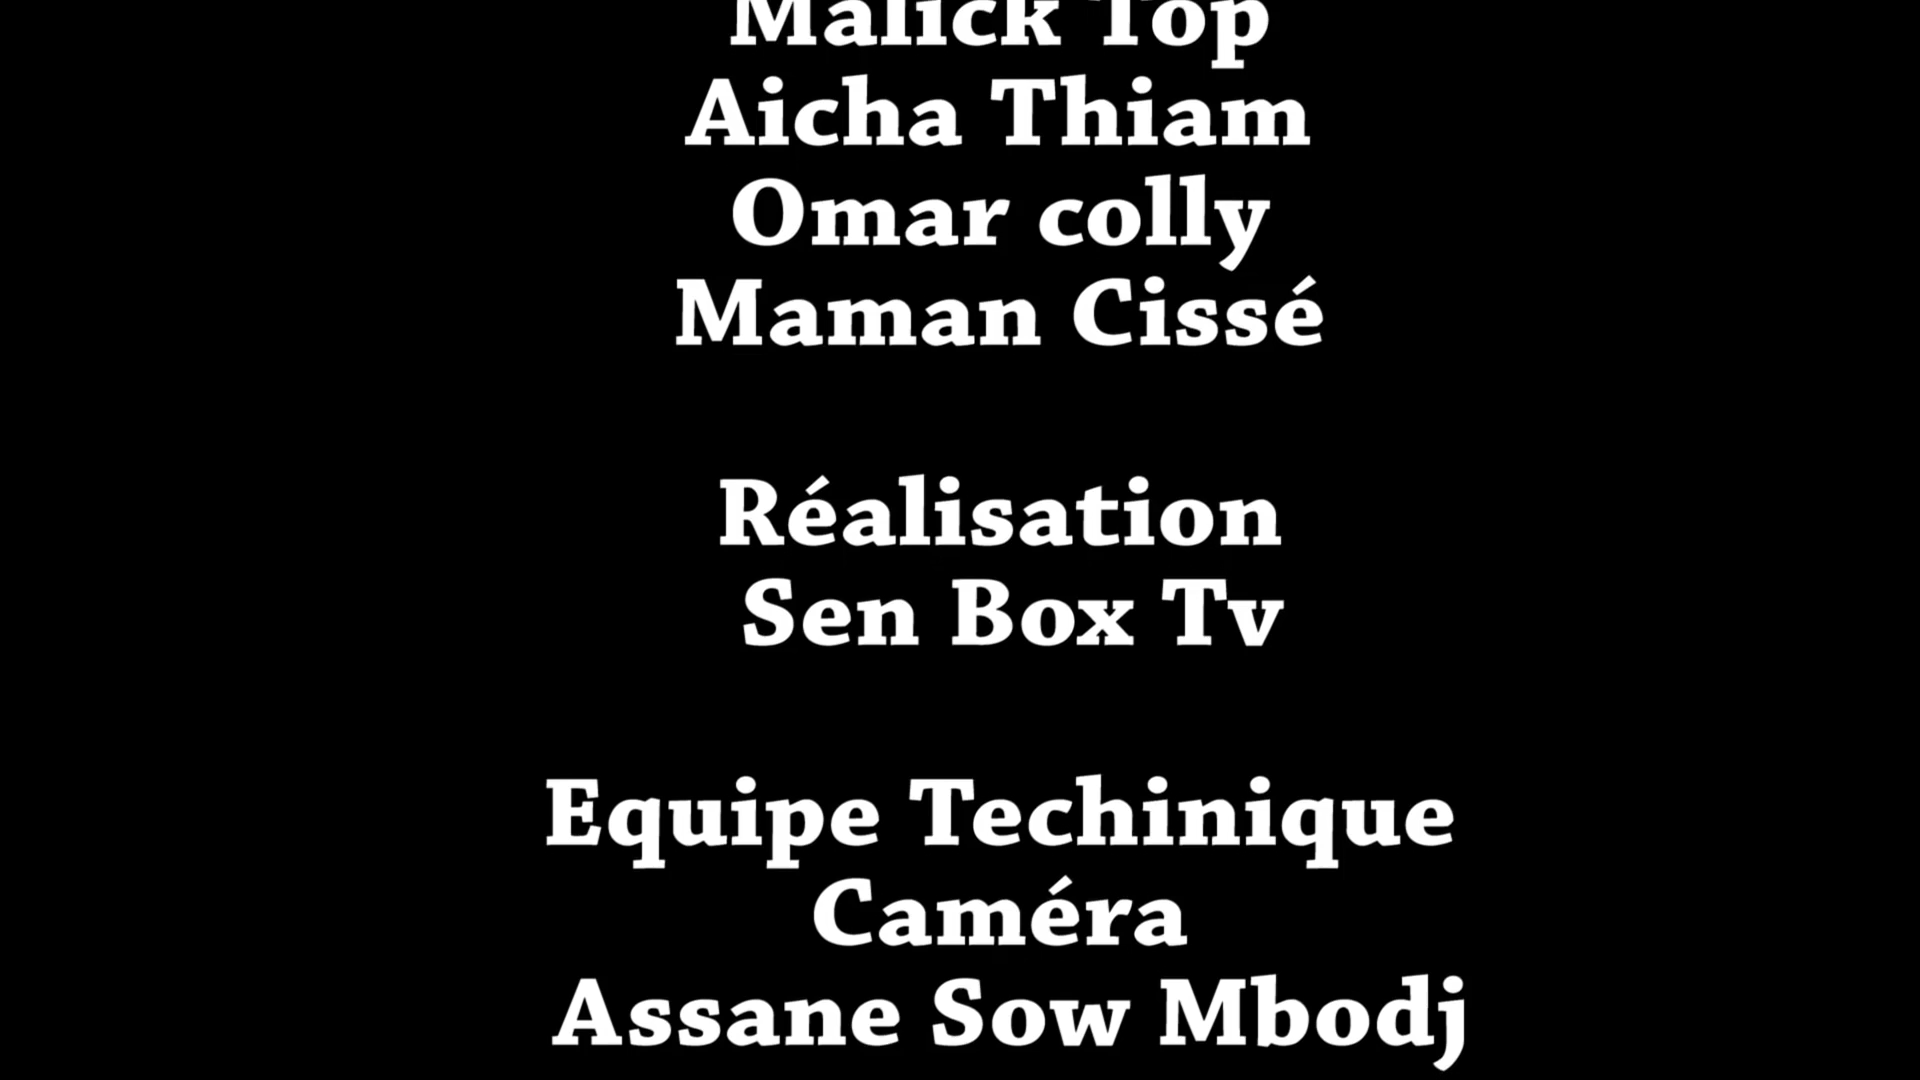 Malick Top
Aicha Thiam
Omar colly
Maman Cissé
Réalisation
Sen Box Tv
Equipe Techinique
Caméra
Assane Sow Mbodj